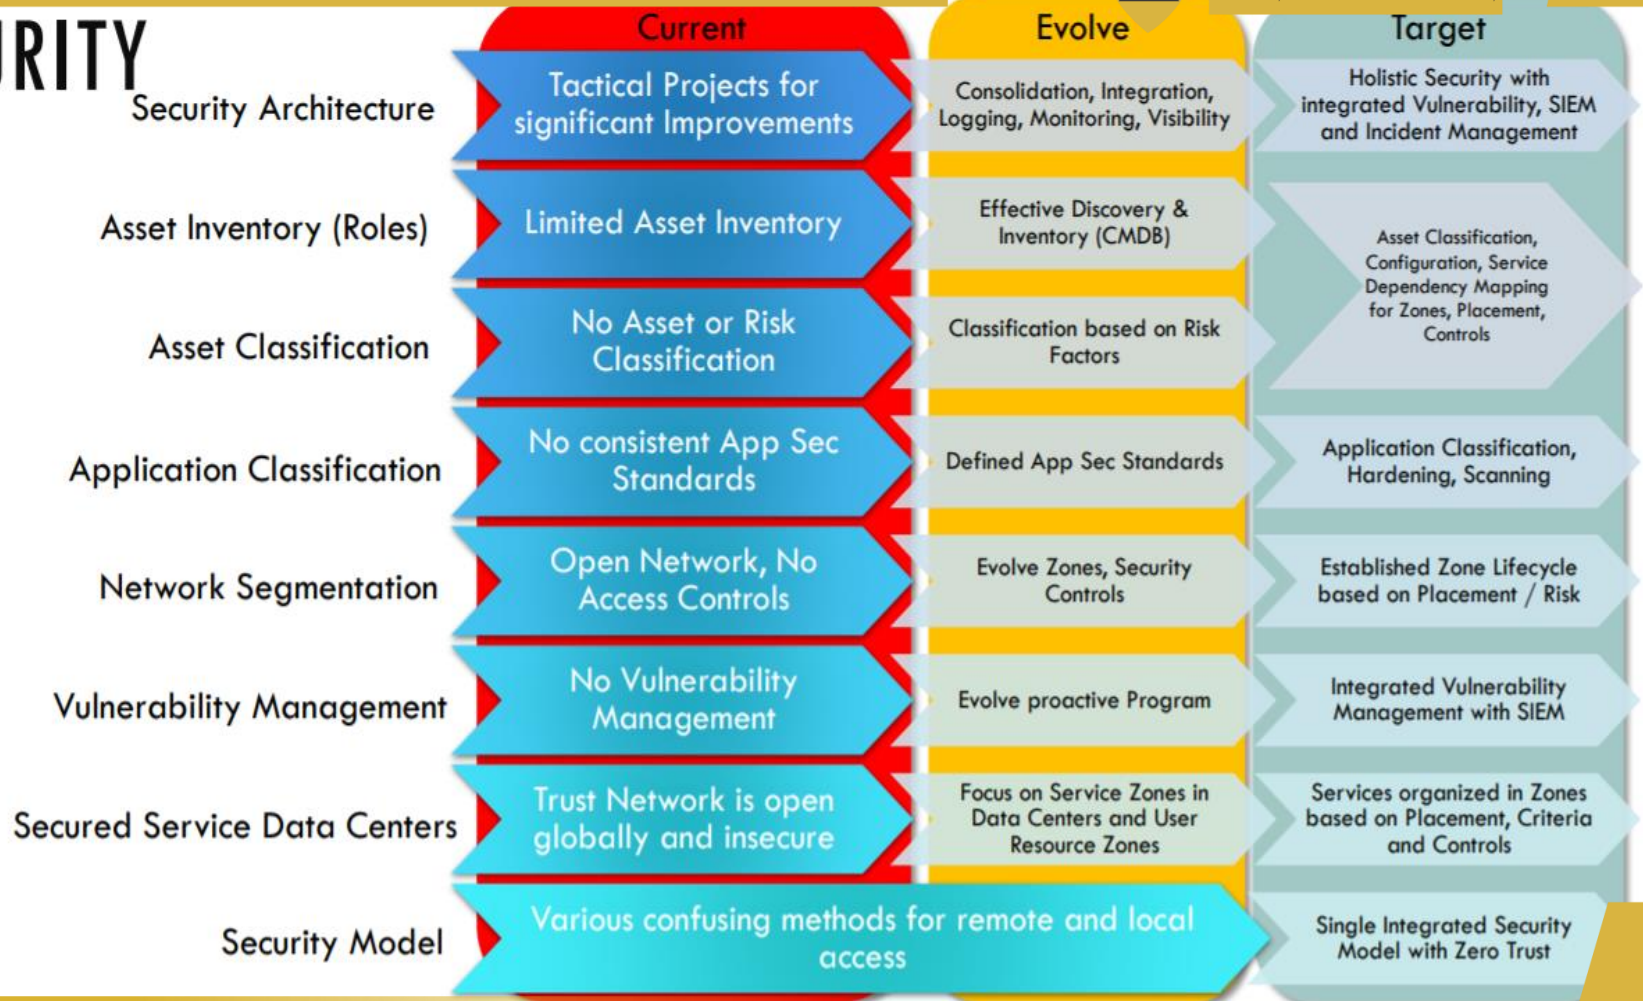 URITY
Current
Evolve
Target
Security Architecture
Tactical Projects for
significant Improvements
Consolidation, Integration,
Logging, Monitoring, Visibility
Holistic Security with
integrated Vulnerability, SIEM
and Incident Management
Asset Inventory (Roles)
Limited Asset Inventory
Effective Discovery &
Inventory (CMDB)
Asset Classification,
Configuration, Service
Dependency Mapping
for Zones, Placement,
Controls
Asset Classification
No Asset or Risk
Classification
Classification based on Risk
Factors
Application Classification
No consistent App Sec
Standards
Defined App Sec Standards
Application Classification,
Hardening, Scanning
Network Segmentation
Open Network, No
Access Controls
Evolve Zones, Security
Controls
Established Zone Lifecycle
based on Placement / Risk
Vulnerability Management
No Vulnerability
Management
Evolve proactive Program
Integrated Vulnerability
Management with SIEM
Secured Service Data Centers
Trust Network is open
globally and insecure
Focus on Service Zones in
Data Centers and User
Resource Zones
Services organized in Zones
based on Placement, Criteria
and Controls
Security Model
Various confusing methods for remote and local
access
Single Integrated Security
Model with Zero Trust